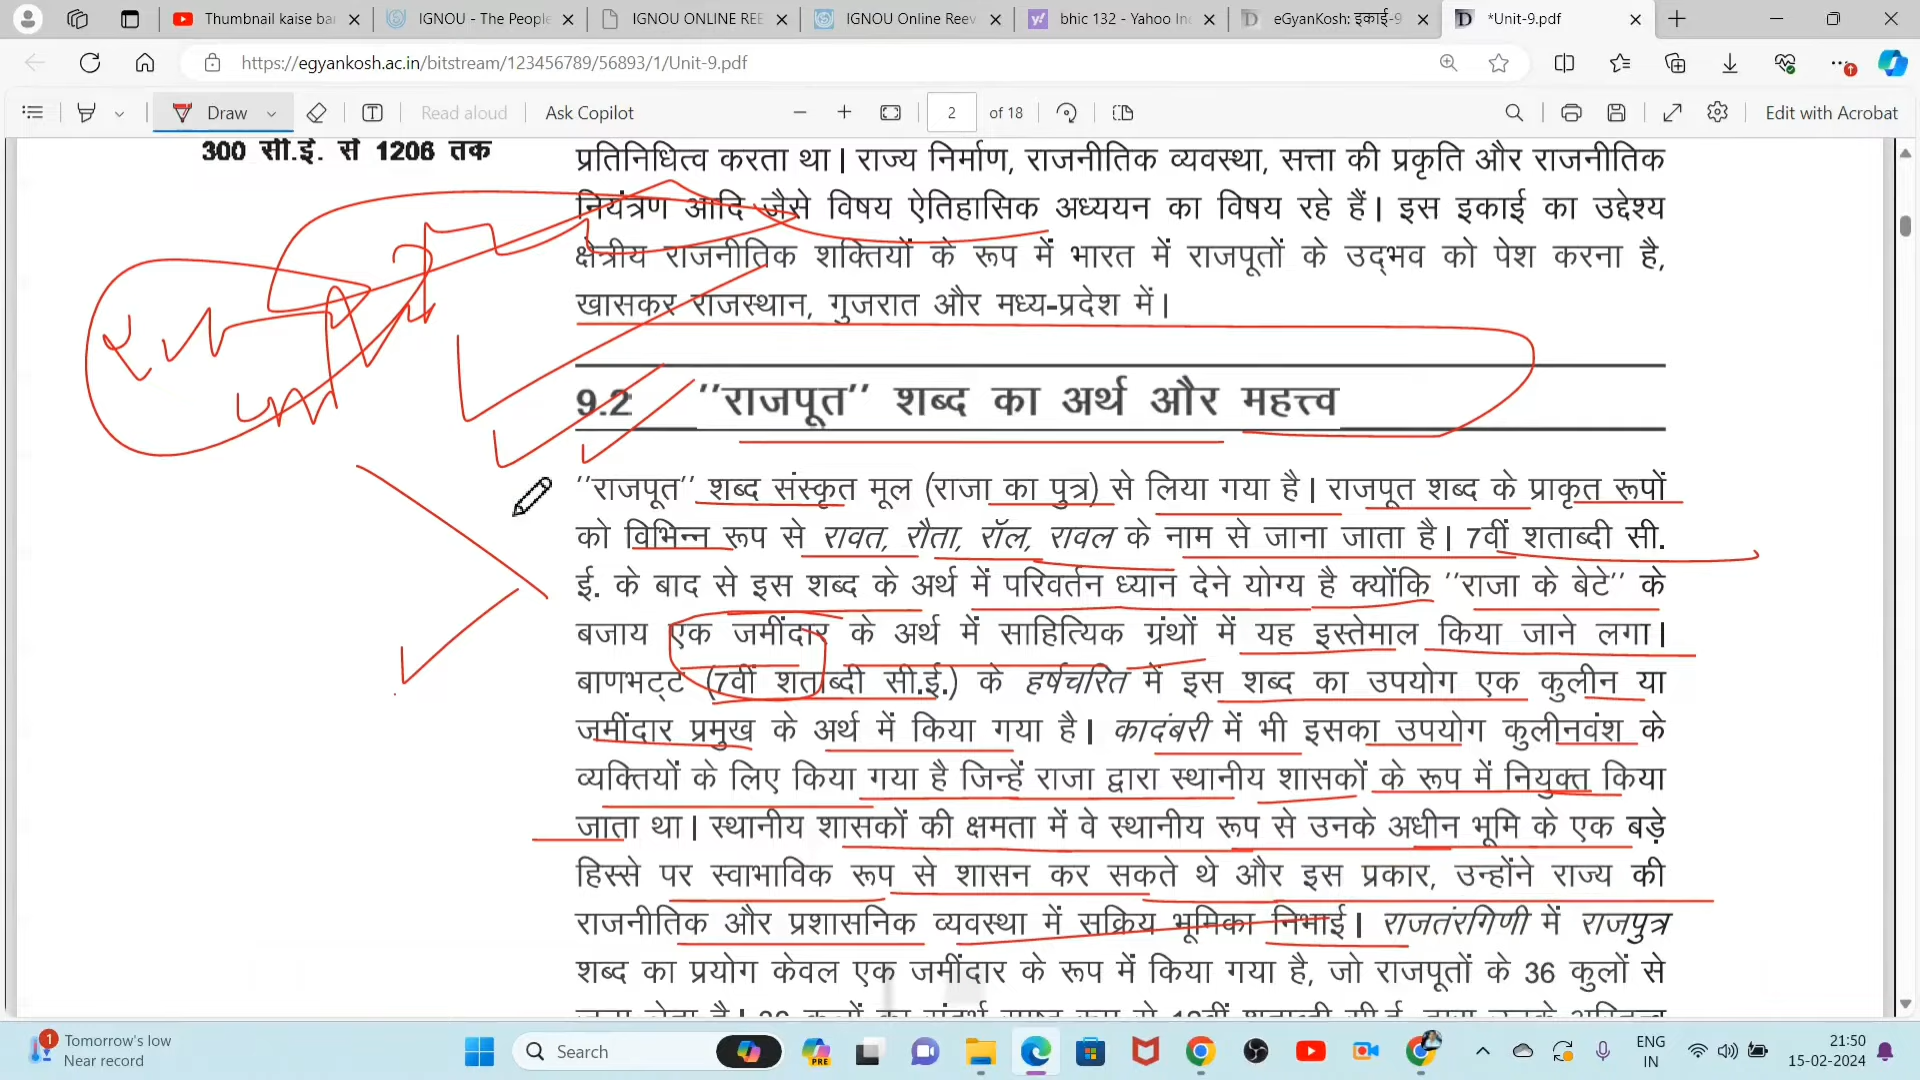 Thumbnail kaise ba
IGNOU - The People
IGNOU ONLINE REE
IGNOU Online Reev
bhic 132 - Yahoo In
eGyanKosh: इकाई-9
*Unit-9.pdf
https://egyankosh.ac.in/bitstream/123456789/56893/1/Unit-9.pdf
Draw
Read aloud
Ask Copilot
2 of 18
Edit with Acrobat
300 सी.ई. से 1206 तक
प्रतिनिधित्व करता था। राज्य निर्माण, राजनीतिक व्यवस्था, सत्ता की प्रकृति और राजनीतिक
नियंत्रण आदि जैसे विषय ऐतिहासिक अध्ययन का विषय रहे हैं। इस इकाई का उद्देश्य
क्षेत्रीय राजनीतिक शक्तियों के रूप में भारत में राजपूतों के उद्‌भव को पेश करना है,
खासकर राजस्थान, गुजरात और मध्य-प्रदेश में।
9.2 ''राजपूत'' शब्द का अर्थ और महत्त्व
''राजपूत'' शब्द संस्कृत मूल (राजा का पुत्र) से लिया गया है। राजपूत शब्द के प्राकृत रूपों
को विभिन्न रूप से रावत, रौता, रॉल, रावल के नाम से जाना जाता है। 7वीं शताब्दी सी.
ई. के बाद से इस शब्द के अर्थ में परिवर्तन ध्यान देने योग्य है क्योंकि ''राजा के बेटे'' के
बजाय एक जमींदार के अर्थ में साहित्यिक ग्रंथों में यह इस्तेमाल किया जाने लगा।
बाणभट्‌ट (7वीं शताब्दी सी.ई.) के हर्षचरित में इस शब्द का उपयोग एक कुलीन या
जमींदार प्रमुख के अर्थ में किया गया है। कादंबरी में भी इसका उपयोग कुलीनवंश के
व्यक्तियों के लिए किया गया है जिन्हें राजा द्वारा स्थानीय शासकों के रूप में नियुक्त किया
जाता था। स्थानीय शासकों की क्षमता में वे स्थानीय रूप से उनके अधीन भूमि के एक बड़े
हिस्से पर स्वाभाविक रूप से शासन कर सकते थे और इस प्रकार, उन्होंने राज्य की
राजनीतिक और प्रशासनिक व्यवस्था में सक्रिय भूमिका निभाई। राजतंरगिणी में राजपुत्र
शब्द का प्रयोग केवल एक जमींदार के रूप में किया गया है, जो राजपूतों के 36 कुलों से
1
Tomorrow's low
Near record
Search
PRE
ENG
IN
21:50
15-02-2024